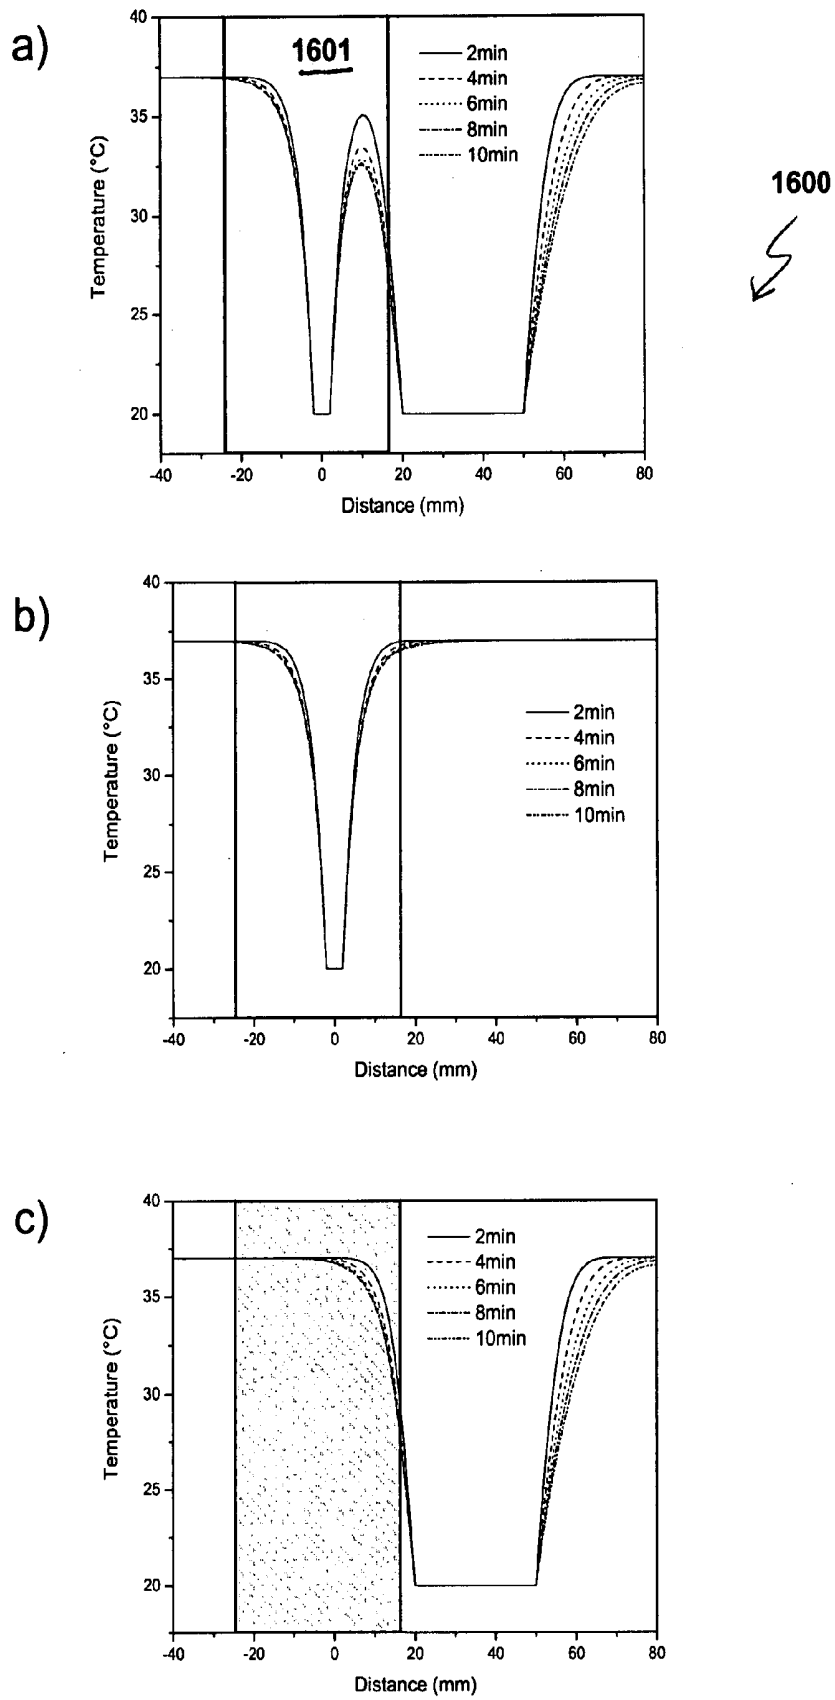 a)
1601
2min
4min
6min
8min
10min
1600
40
35
30
25
20
Temperature (°C)
-40 -20 0 20 40 60 80
Distance (mm)
b)
40
35
30
25
20
Temperature (°C)
2min
4min
6min
8min
10min
-40 -20 0 20 40 60 80
Distance (mm)
c)
40
35
30
25
20
Temperature (°C)
2min
4min
6min
8min
10min
-40 -20 0 20 40 60 80
Distance (mm)